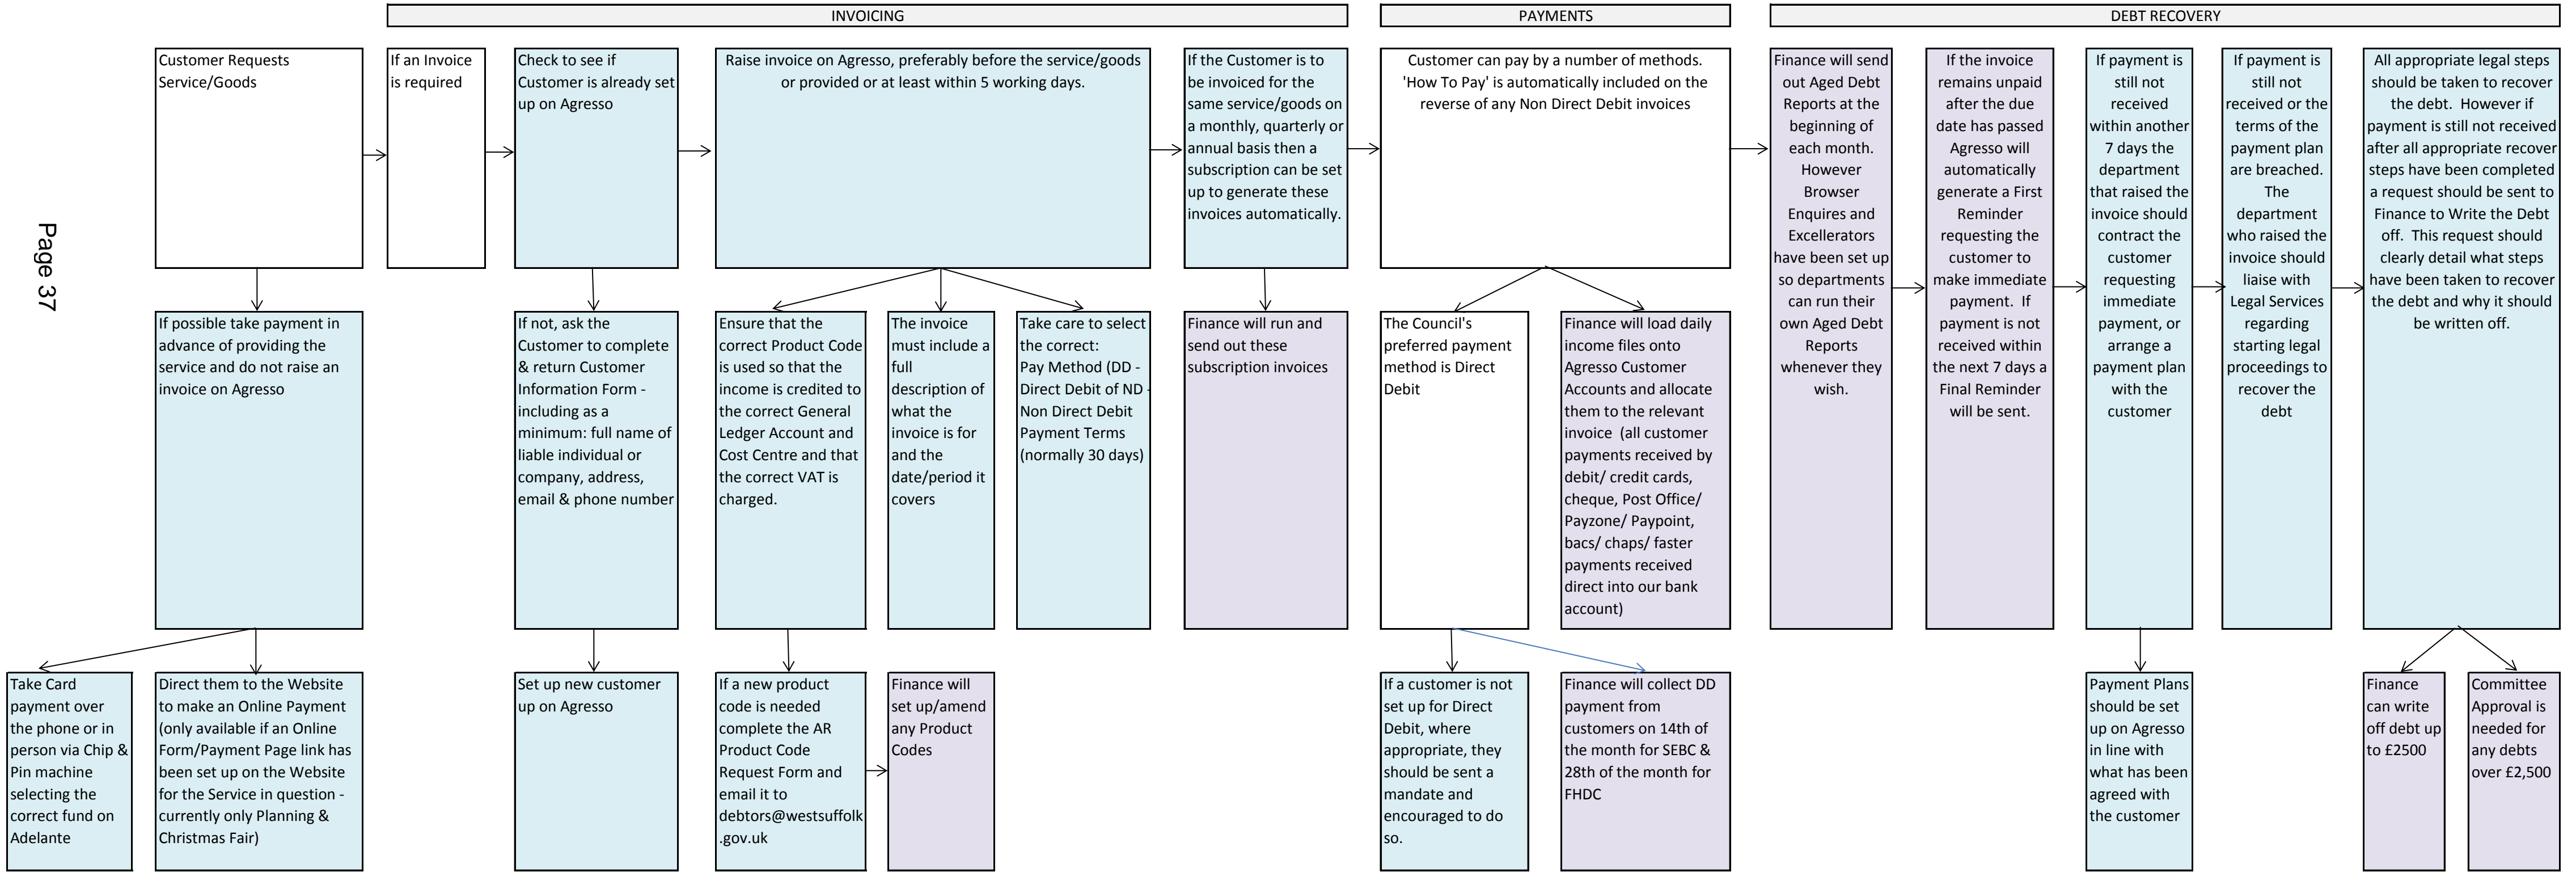 INVOICING
PAYMENTS
DEBT RECOVERY
Customer Requests
Service/Goods
If an Invoice
is required
Check to see if
Customer is already set
up on Agresso
Raise invoice on Agresso, preferably before the service/goods
or provided or at least within 5 working days.
If the Customer is to
be invoiced for the
same service/goods on
a monthly, quarterly or
annual basis then a
subscription can be set
up to generate these
invoices automatically.
Customer can pay by a number of methods.
'How To Pay' is automatically included on the
reverse of any Non Direct Debit invoices
Finance will send
out Aged Debt
Reports at the
beginning of
each month.
However
Browser
Enquires and
Excellerators
have been set up
so departments
can run their
own Aged Debt
Reports
whenever they
wish.
If the invoice
remains unpaid
after the due
date has passed
Agresso will
automatically
generate a First
Reminder
requesting the
customer to
make immediate
payment.  If
payment is not
received within
the next 7 days a
Final Reminder
will be sent.
If payment is
still not
received
within another
7 days the
department
that raised the
invoice should
contract the
customer
requesting
immediate
payment, or
arrange a
payment plan
with the
customer
If payment is
still not
received or the
terms of the
payment plan
are breached.
The
department
who raised the
invoice should
liaise with
Legal Services
regarding
starting legal
proceedings to
recover the
debt
All appropriate legal steps
should be taken to recover
the debt.  However if
payment is still not received
after all appropriate recover
steps have been completed
a request should be sent to
Finance to Write the Debt
off.  This request should
clearly detail what steps
have been taken to recover
the debt and why it should
be written off.
Page 37
If possible take payment in
advance of providing the
service and do not raise an
invoice on Agresso
If not, ask the
Customer to complete
& return Customer
Information Form -
including as a
minimum: full name of
liable individual or
company, address,
email & phone number
Ensure that the
correct Product Code
is used so that the
income is credited to
the correct General
Ledger Account and
Cost Centre and that
the correct VAT is
charged.
The invoice
must include a
full
description of
what the
invoice is for
and the
date/period it
covers
Take care to select
the correct:
Pay Method (DD -
Direct Debit of ND -
Non Direct Debit
Payment Terms
(normally 30 days)
Finance will run and
send out these
subscription invoices
The Council's
preferred payment
method is Direct
Debit
Finance will load daily
income files onto
Agresso Customer
Accounts and allocate
them to the relevant
invoice  (all customer
payments received by
debit/ credit cards,
cheque, Post Office/
Payzone/ Paypoint,
bacs/ chaps/ faster
payments received
direct into our bank
account)
Take Card
payment over
the phone or in
person via Chip &
Pin machine
selecting the
correct fund on
Adelante
Direct them to the Website
to make an Online Payment
(only available if an Online
Form/Payment Page link has
been set up on the Website
for the Service in question -
currently only Planning &
Christmas Fair)
Set up new customer
up on Agresso
If a new product
code is needed
complete the AR
Product Code
Request Form and
email it to
debtors@westsuffolk
.gov.uk
Finance will
set up/amend
any Product
Codes
If a customer is not
set up for Direct
Debit, where
appropriate, they
should be sent a
mandate and
encouraged to do
so.
Finance will collect DD
payment from
customers on 14th of
the month for SEBC &
28th of the month for
FHDC
Payment Plans
should be set
up on Agresso
in line with
what has been
agreed with
the customer
Finance
can write
off debt up
to £2500
Committee
Approval is
needed for
any debts
over £2,500